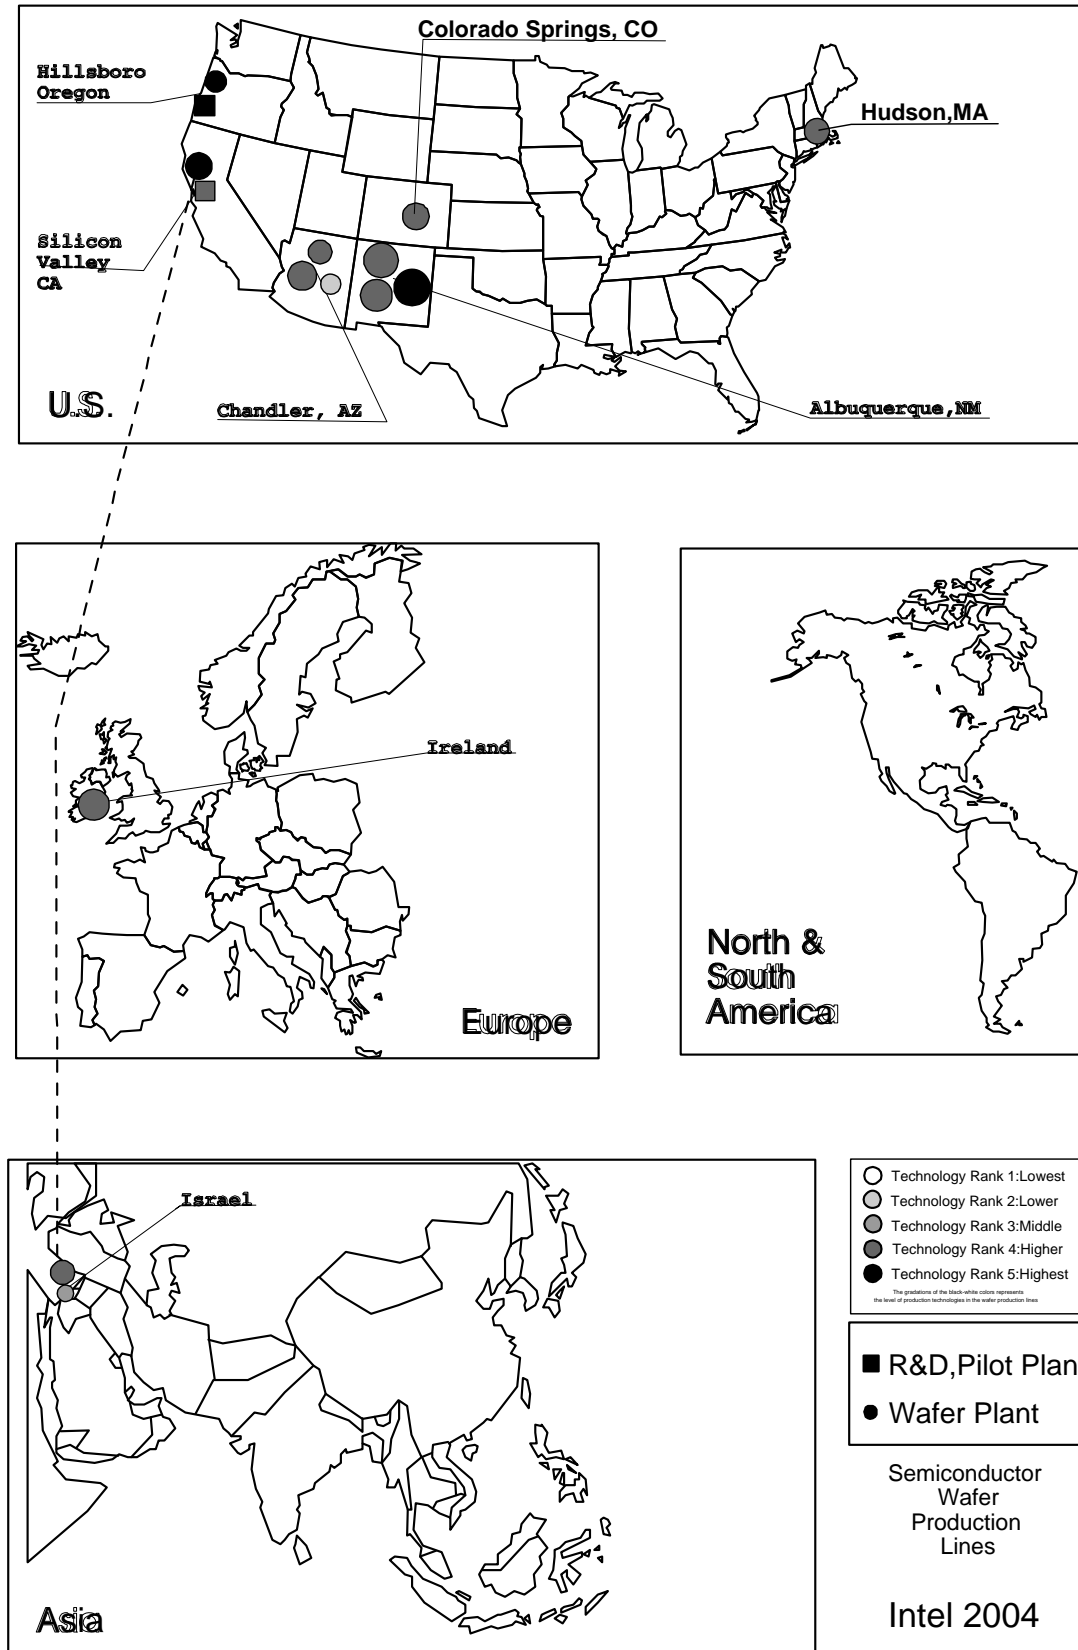 Colorado Springs, CO
Hillsboro
Oregon
Hudson,MA
Silicon
Valley
CA
U.S.
Chandler, AZ
Albuquerque,NM
Ireland
Europe
North &
South
America
Israel
Asia
Technology Rank 1:Lowest
Technology Rank 2:Lower
Technology Rank 3:Middle
Technology Rank 4:Higher
Technology Rank 5:Highest
The gradations of the black-white colors represents
the level of production technologies in the wafer production lines
R&D,Pilot Plan
Wafer Plant
Semiconductor
Wafer
Production
Lines
Intel 2004